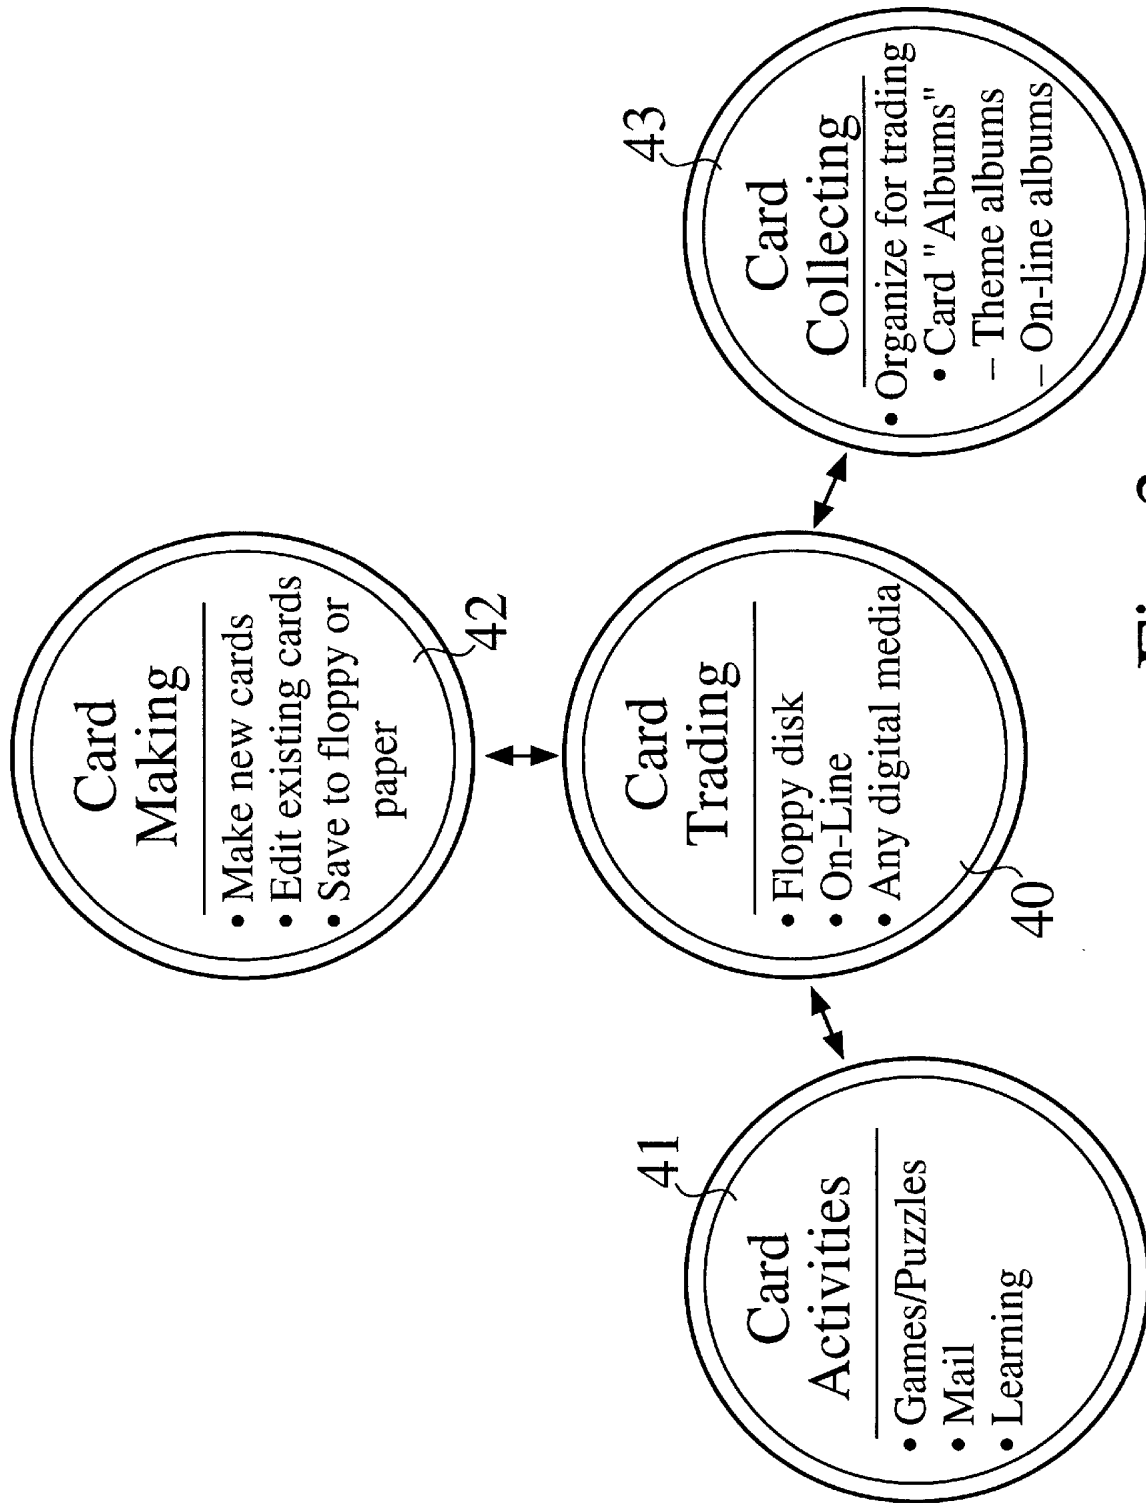 Card
Making
• Make new cards
• Edit existing cards
• Save to floppy or
paper
42
Card
Trading
• Floppy disk
• On-Line
• Any digital media
40
Card
Activities
• Games/Puzzles
• Mail
• Learning
41
Card
Collecting
• Organize for trading
• Card " Albums"
– Theme albums
– On-line albums
43